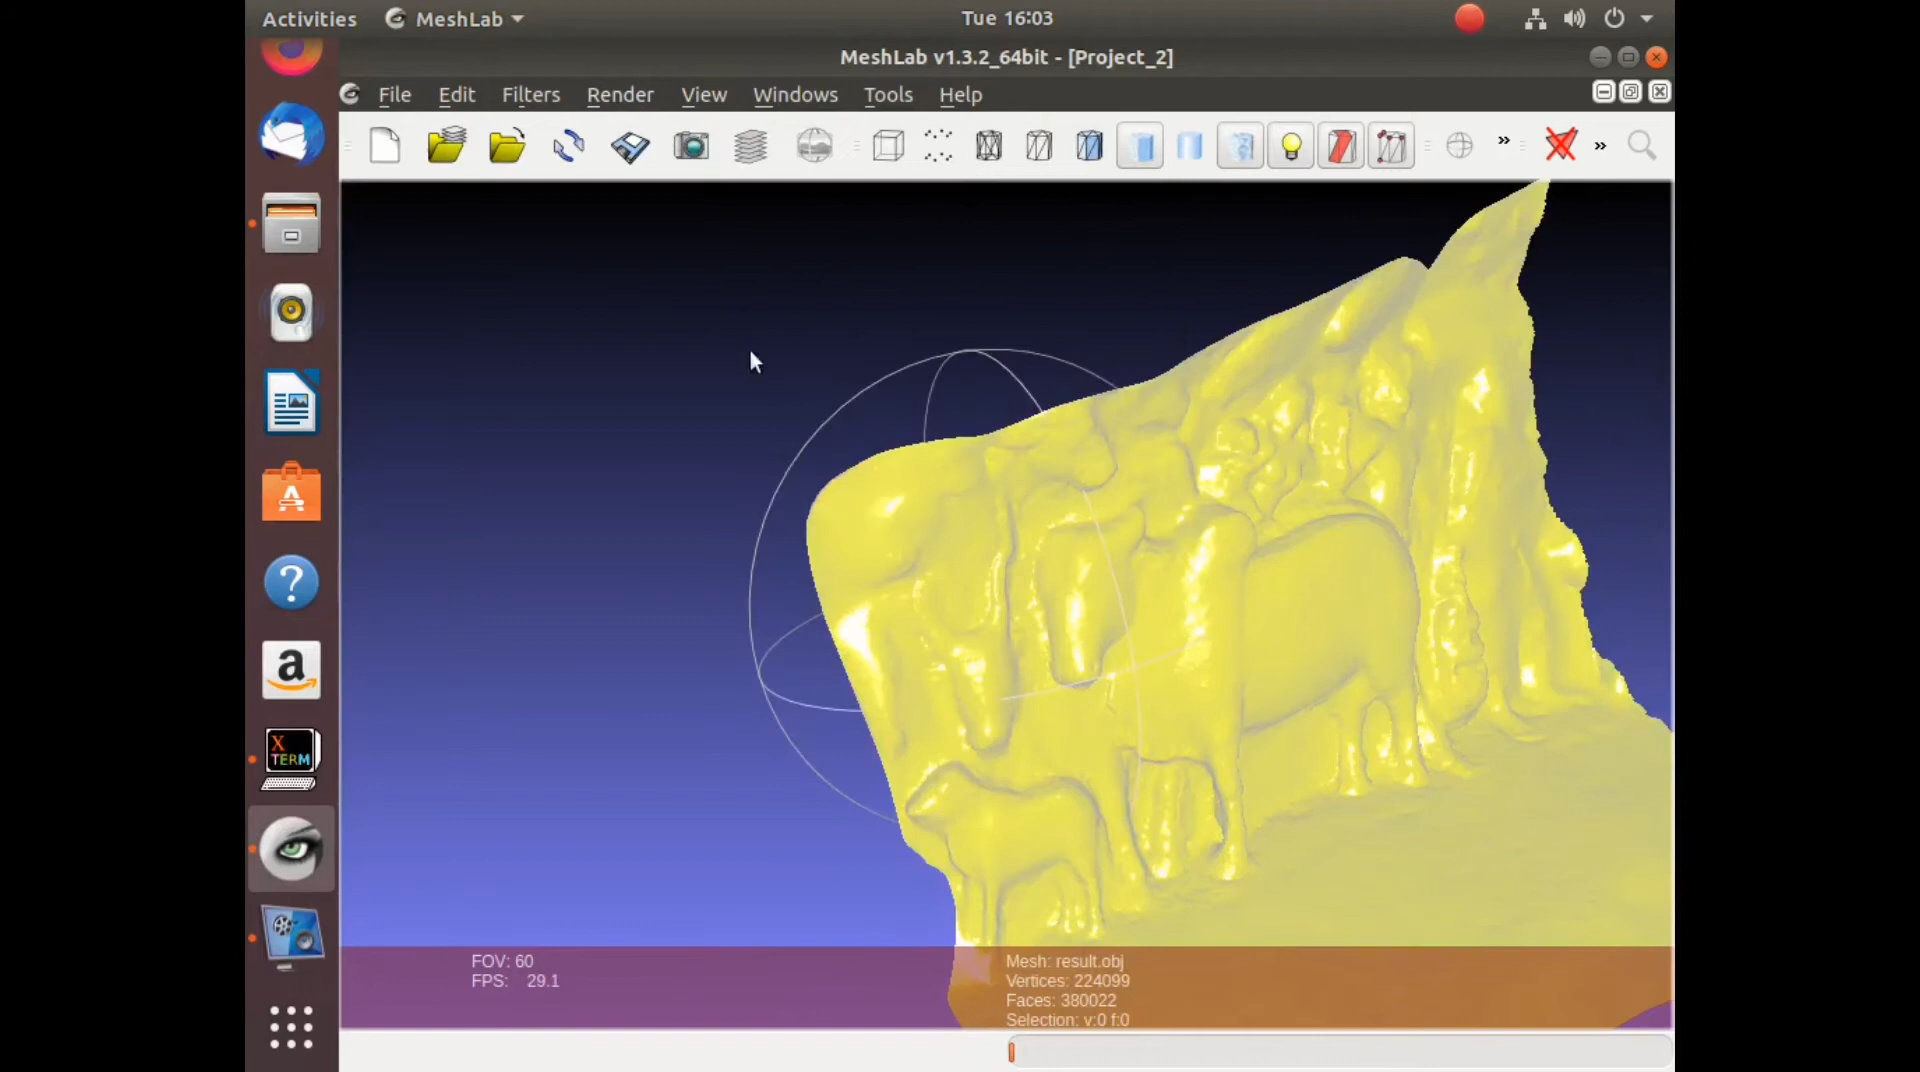 Activities MeshLab Tue 16:03
MeshLab v1.3.2_64bit - [Project_2]
File Edit Filters Render View Windows Tools Help
A
?
a
X
TERM
FOV: 60
FPS: 29.1
Mesh: result.obj
Vertices: 224099
Faces: 380022
Selection: v:0 f:0